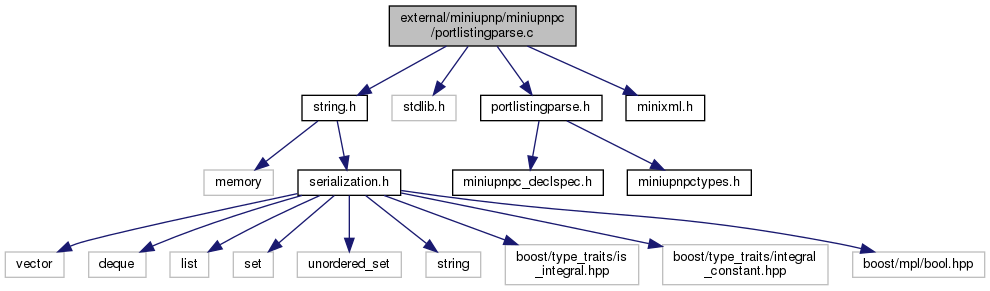 external/miniupnp/miniupnpc
/portlistingparse.c
string.h
stdlib.h
portlistingparse.h
minixml.h
memory
serialization.h
miniupnpc_declspec.h
miniupnpctypes.h
vector
deque
list
set
unordered_set
string
boost/type_traits/is
_integral.hpp
boost/type_traits/integral
_constant.hpp
boost/mpl/bool.hpp